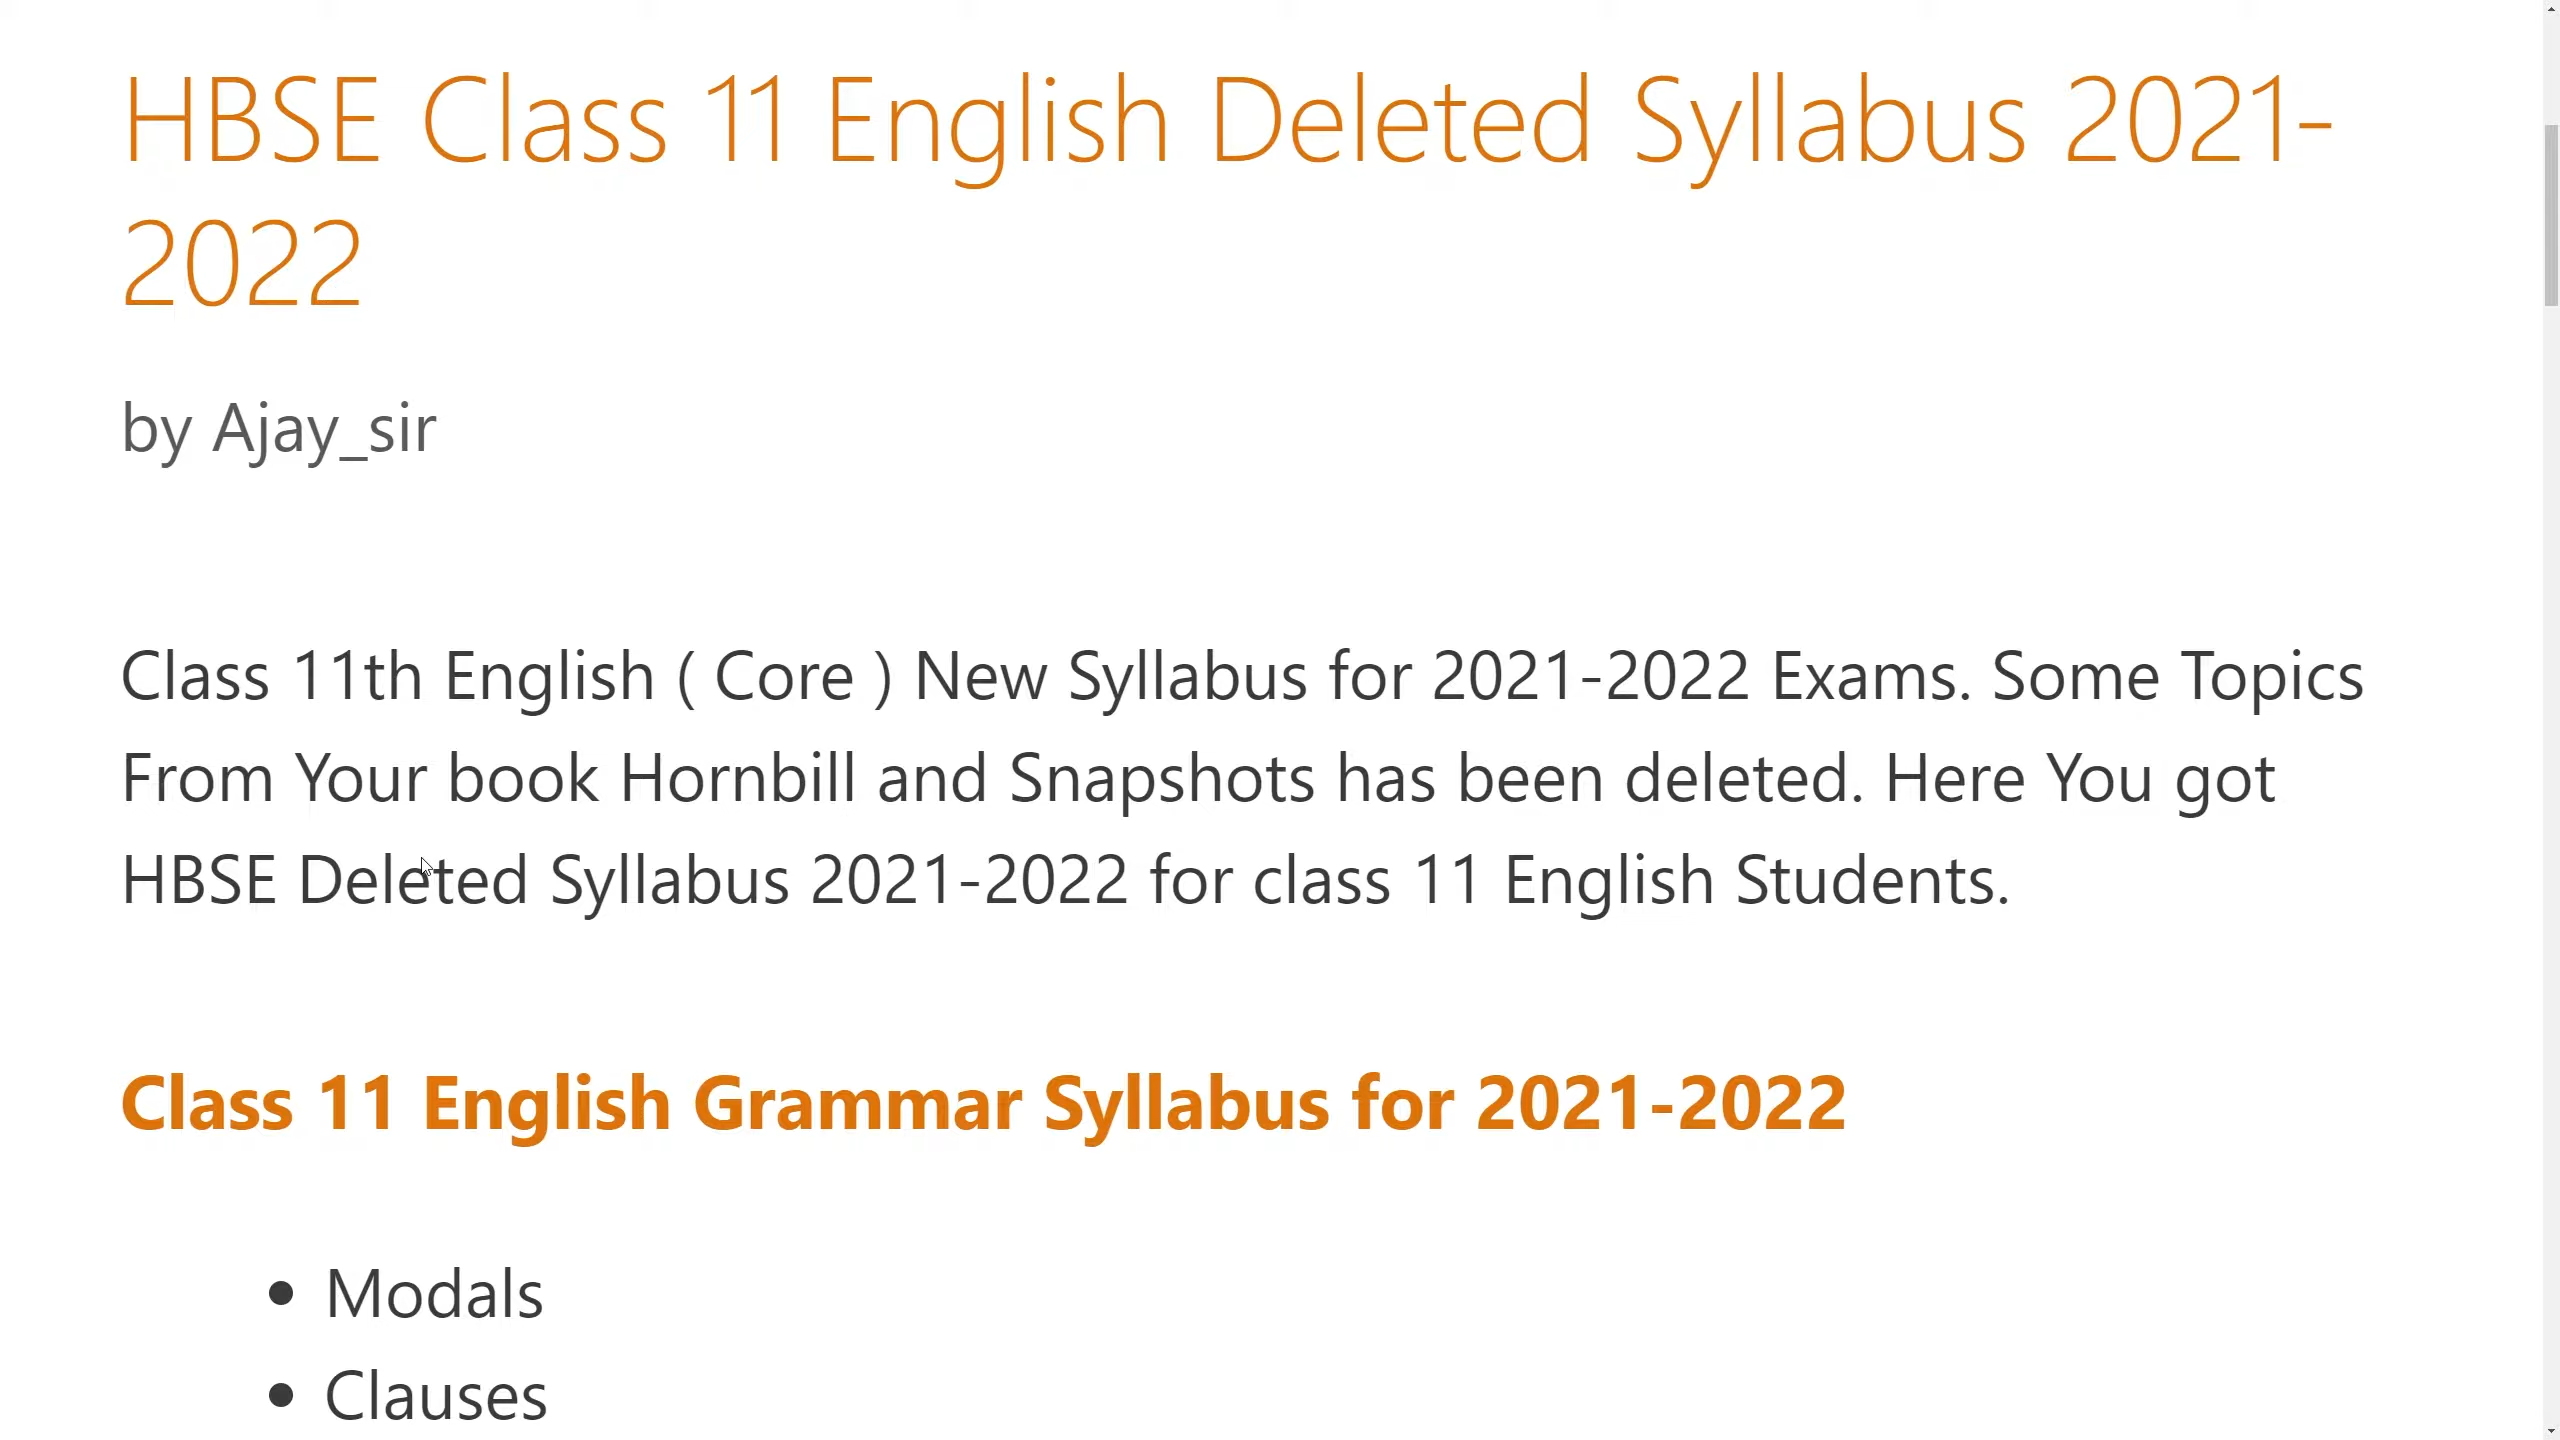 HBSE Class 11 English Deleted Syllabus 2021-
2022
by Ajay_sir
Class 11th English ( Core ) New Syllabus for 2021-2022 Exams. Some Topics
From Your book Hornbill and Snapshots has been deleted. Here You got
HBSE Deleted Syllabus 2021-2022 for class 11 English Students.
Class 11 English Grammar Syllabus for 2021-2022
• Modals
• Clauses